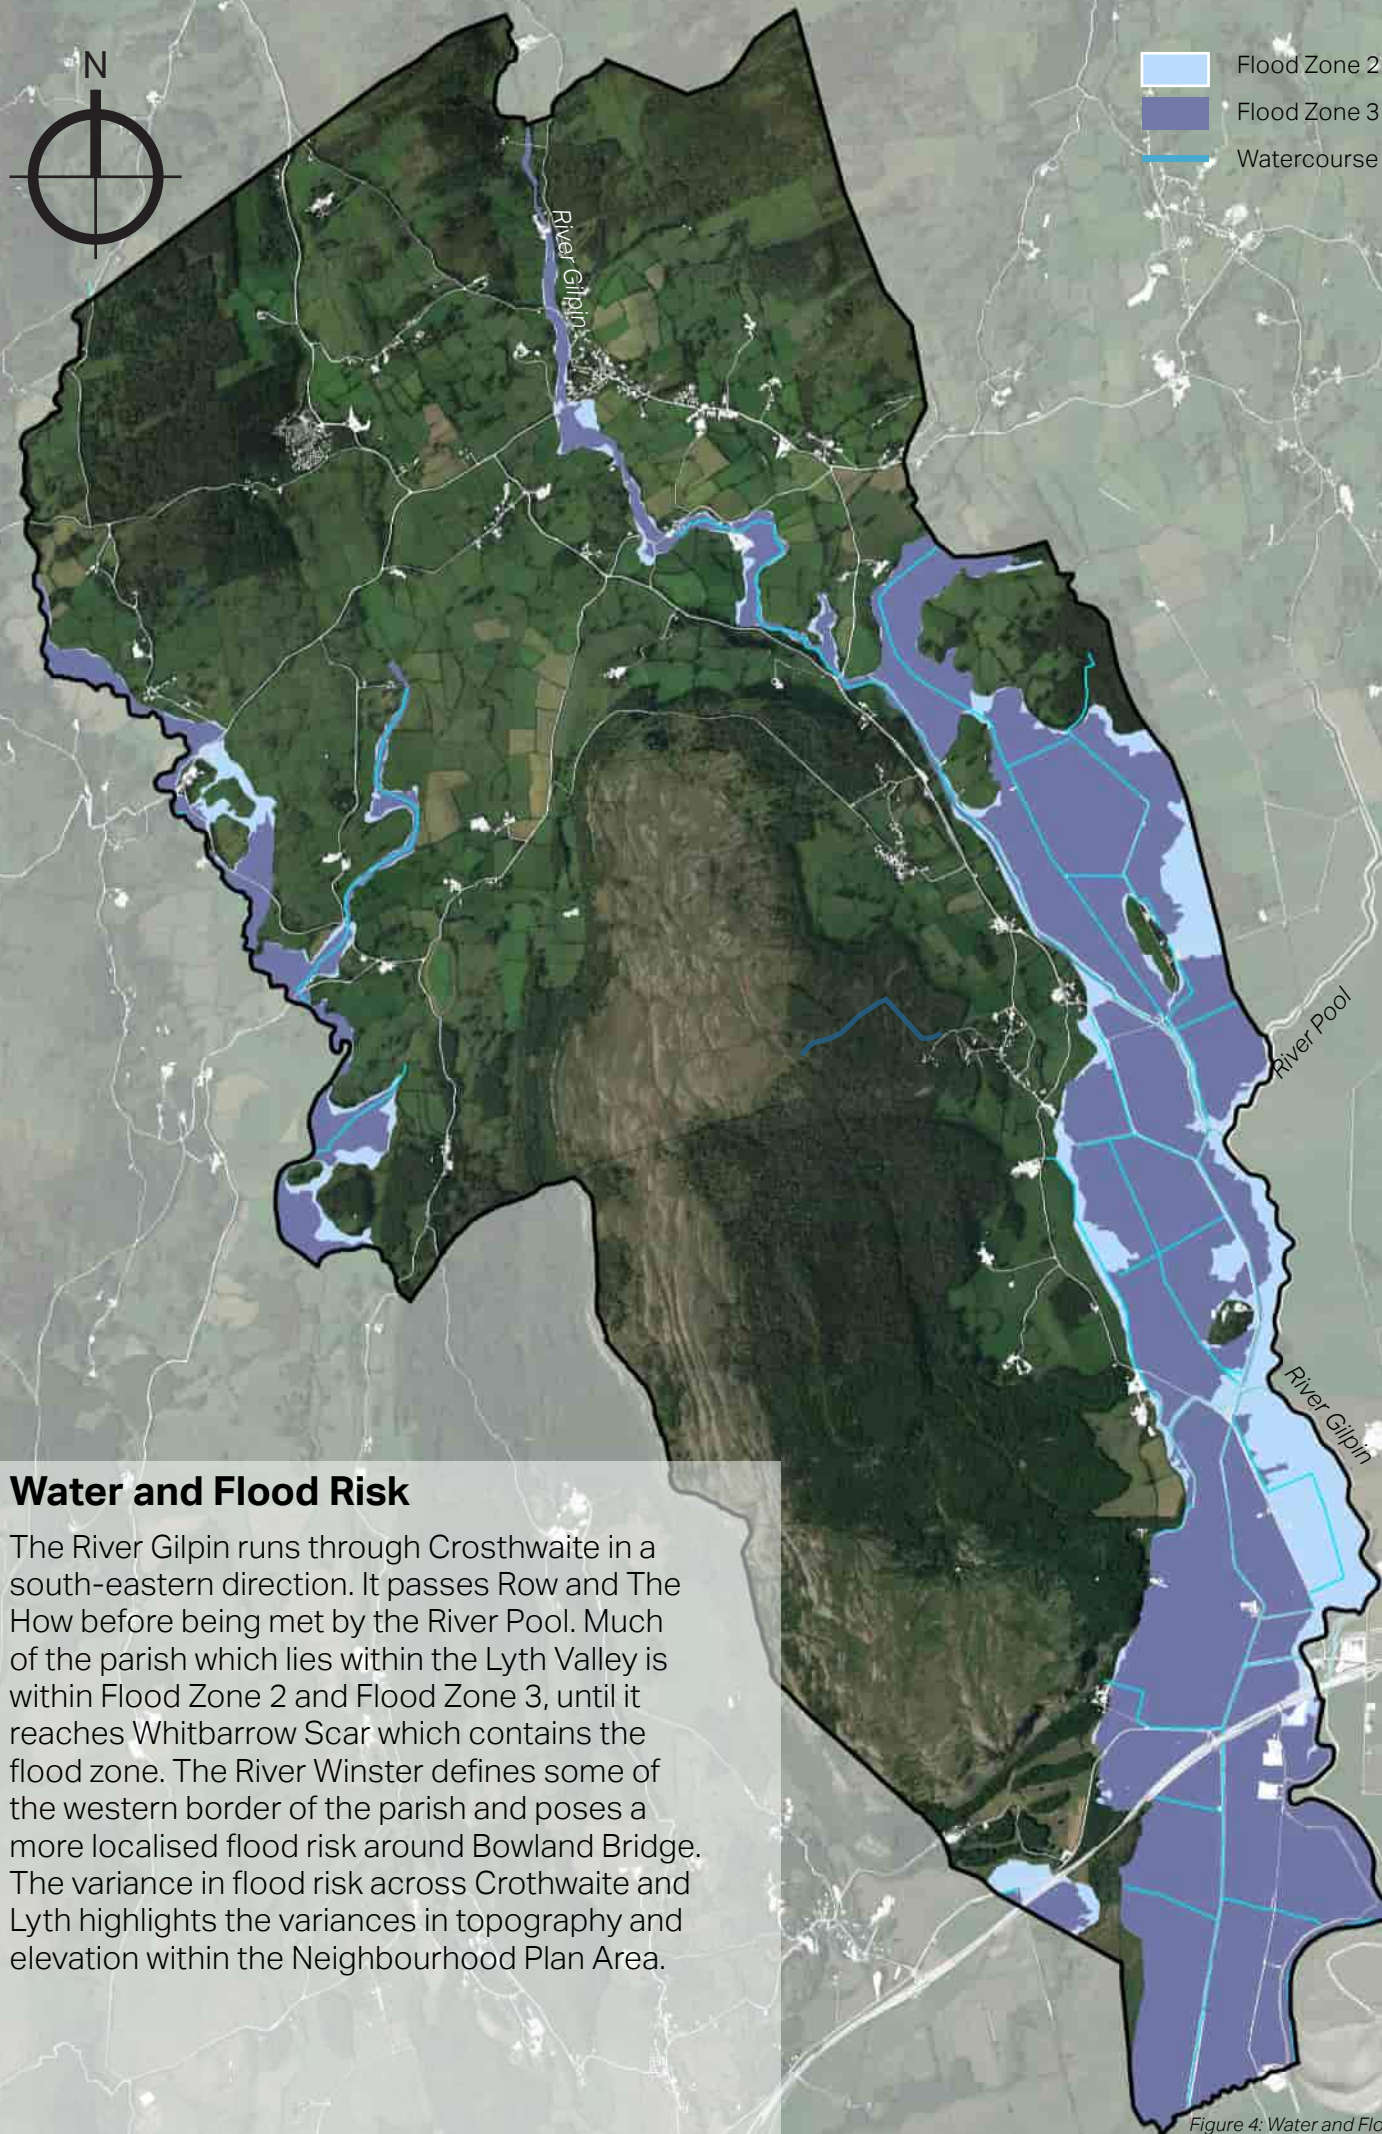 N
Flood Zone 2
Flood Zone 3
Watercourse
River Gilpin
River Pool
River Gilpin
Water and Flood Risk
The River Gilpin runs through Crosthwaite in a
south-eastern direction. It passes Row and The
How before being met by the River Pool. Much
of the parish which lies within the Lyth Valley is
within Flood Zone 2 and Flood Zone 3, until it
reaches Whitbarrow Scar which contains the
flood zone. The River Winster defines some of
the western border of the parish and poses a
more localised flood risk around Bowland Bridge.
The variance in flood risk across Crothwaite and
Lyth highlights the variances in topography and
elevation within the Neighbourhood Plan Area.
Figure 4: Water and Flo